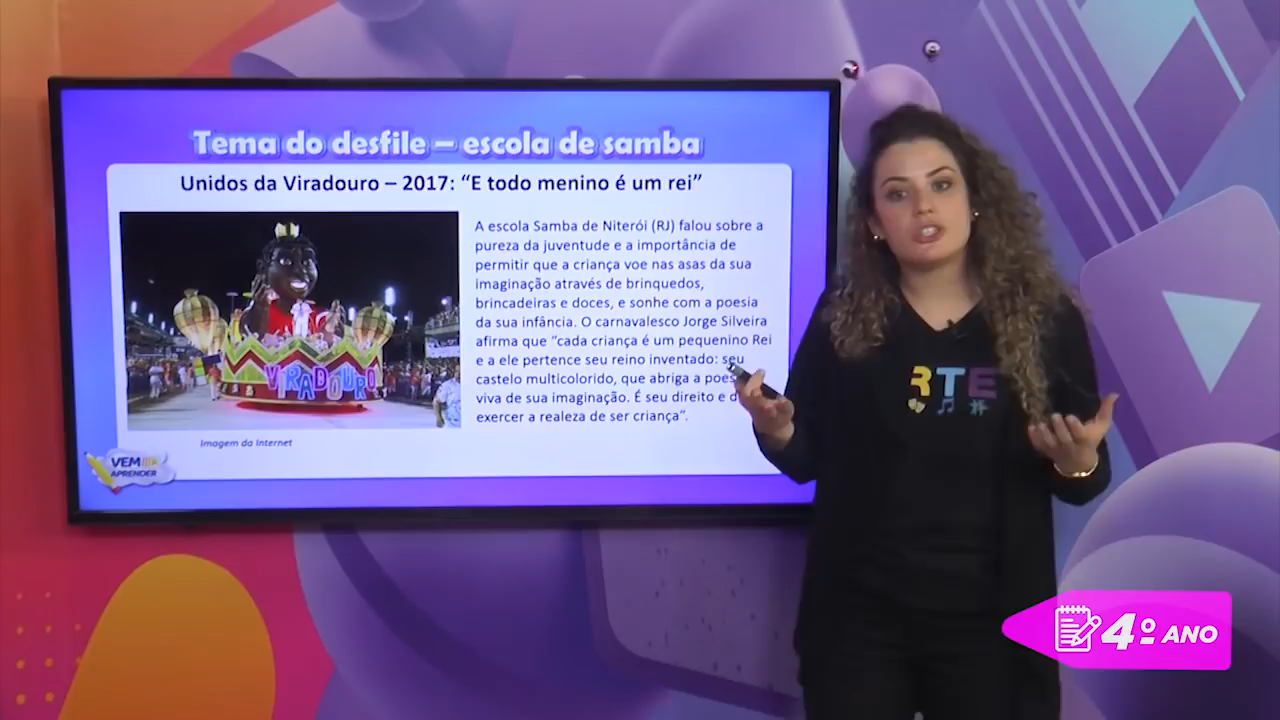 Tema do desfile – escola de samba
Unidos da Viradouro – 2017: “E todo menino é um rei”
A escola Samba de Niterói (RJ) falou sobre a
pureza da juventude e a importância de
permitir que a criança voe nas asas da sua
imaginação através de brinquedos,
brincadeiras e doces, e sonhe com a poesia
da sua infância. O carnavalesco Jorge Silveira
afirma que “cada criança é um pequenino Rei
e a ele pertence seu reino inventado: seu
castelo multicolorido, que abriga a
viva de sua imaginação. É seu direito e
exercer a realeza de ser criança”.
VIRADOURO
Imagem da Internet
VEM
APRENDER
RTE
4º ANO